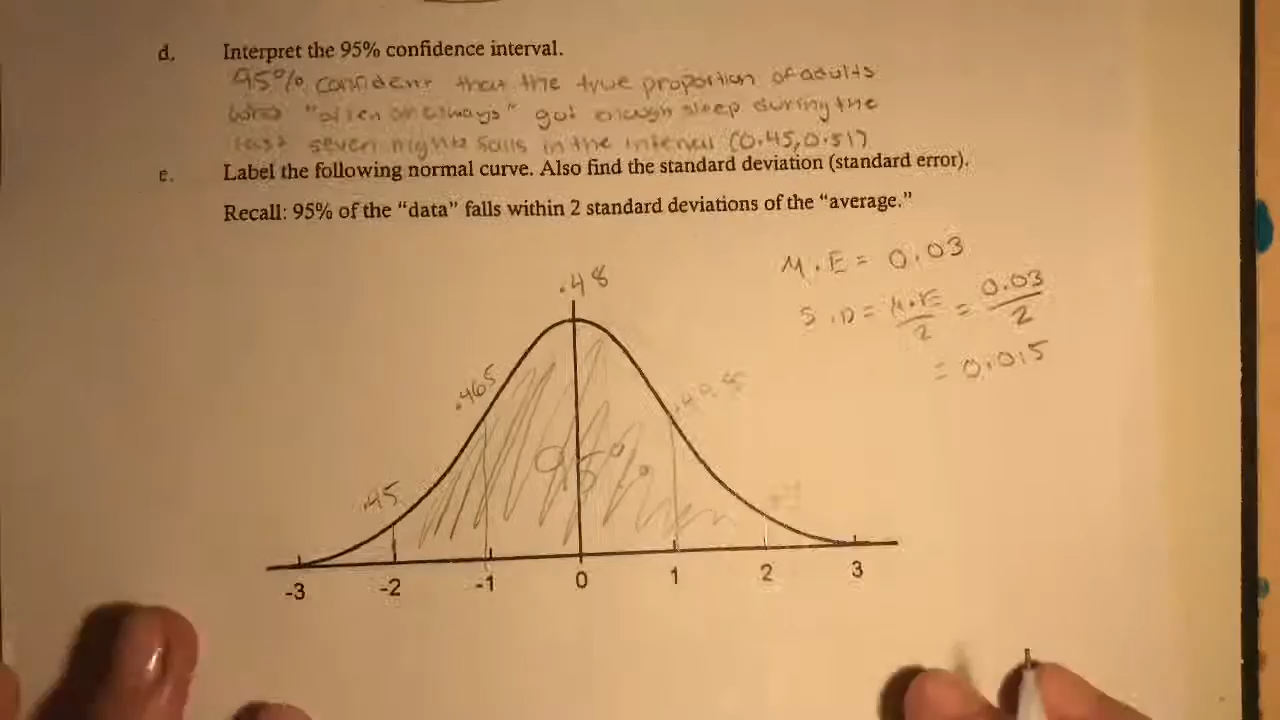 d. Interpret the 95% confidence interval.
95% confident that the true proportion of adults
who "often or always" got enough sleep during the
last seven nights falls in the interval (0.45, 0.51)
e. Label the following normal curve. Also find the standard deviation (standard error).
Recall: 95% of the “data” falls within 2 standard deviations of the “average.”
M.E = 0.03
.48
S.D = M.E/2 = 0.03/2
= 0.015
.465
.495
95%
.45
-3 -2 -1 0 1 2 3